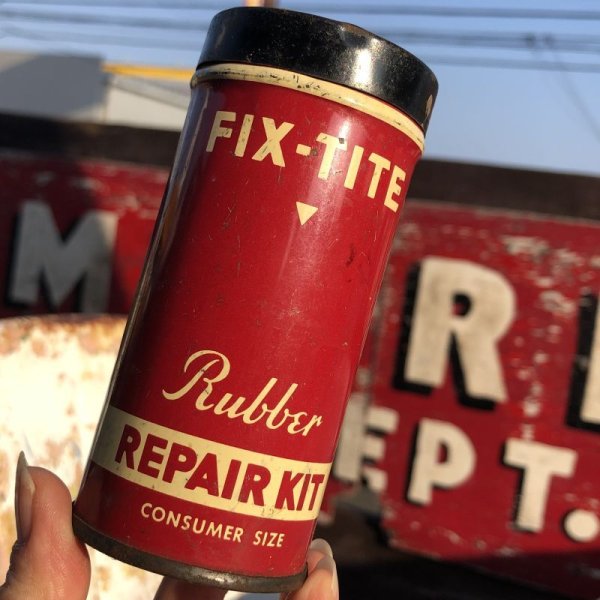 FIX-TITE
Rubber
REPAIR KIT
CONSUMER SIZE
M
R
EPT.